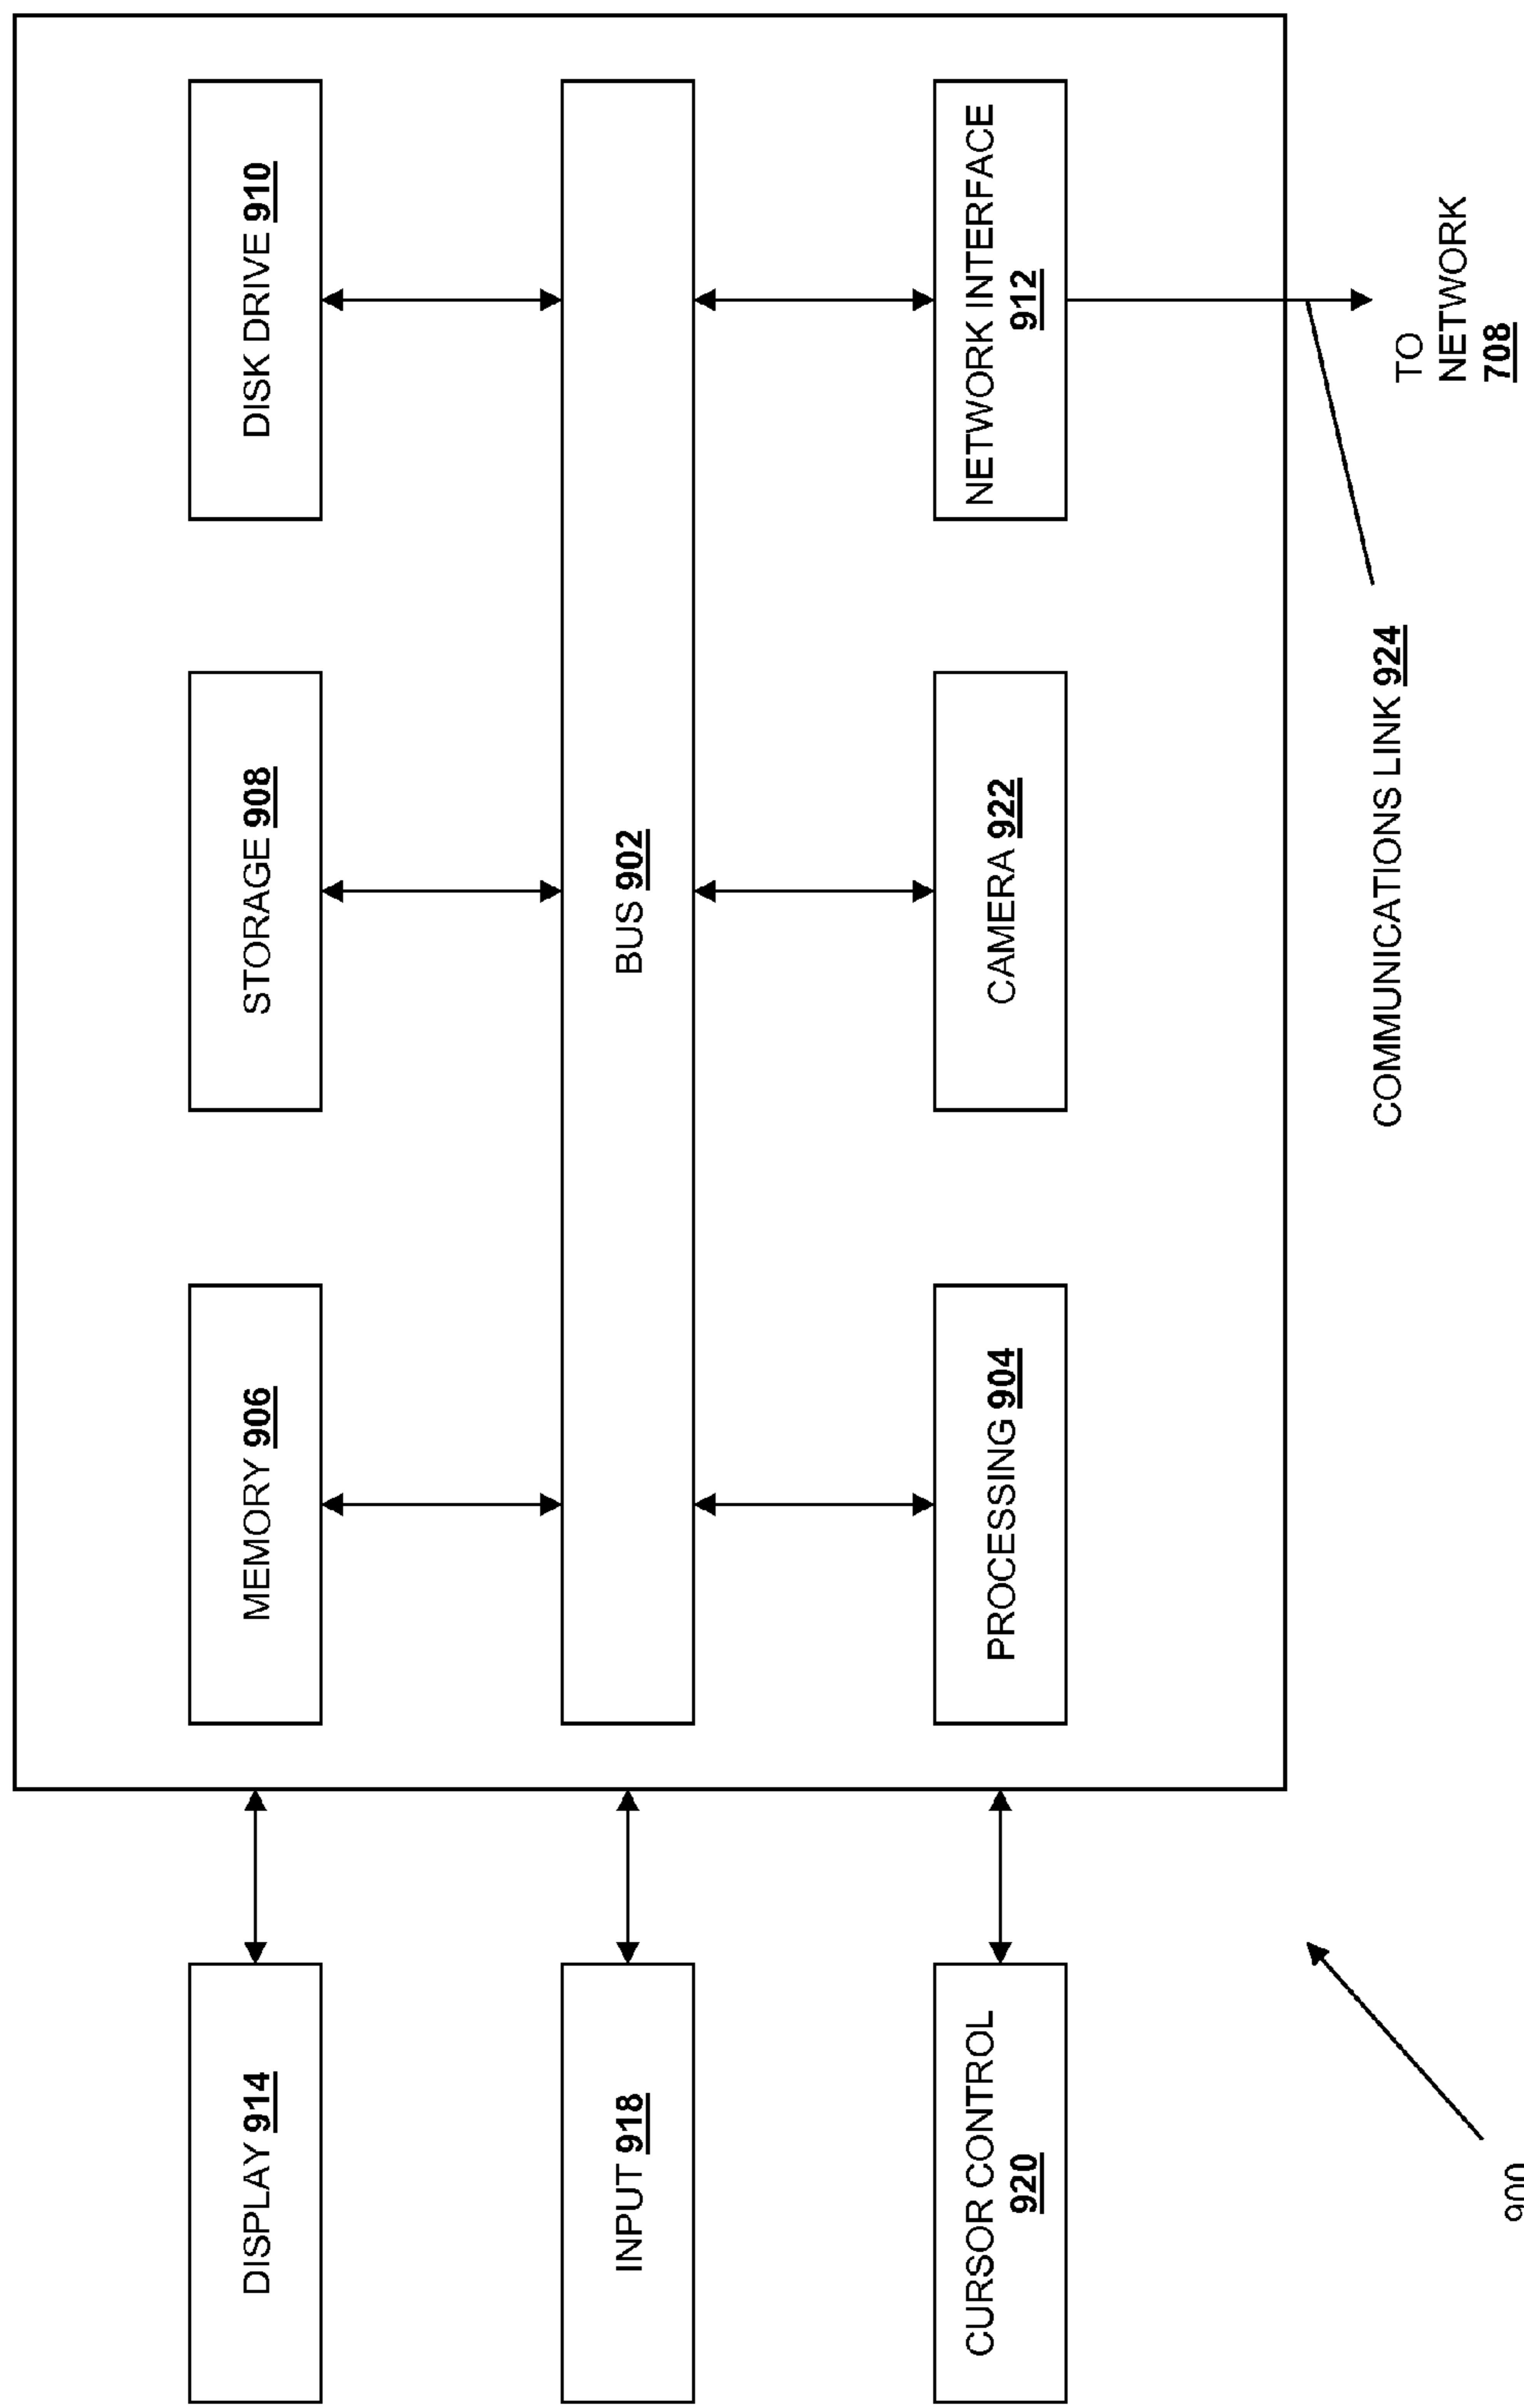 DISPLAY 914
MEMORY 906
STORAGE 908
DISK DRIVE 910
INPUT 918
BUS 902
CURSOR CONTROL
920
PROCESSING 904
CAMERA 922
NETWORK INTERFACE
912
COMMUNICATIONS LINK 924
TO
NETWORK
708
900